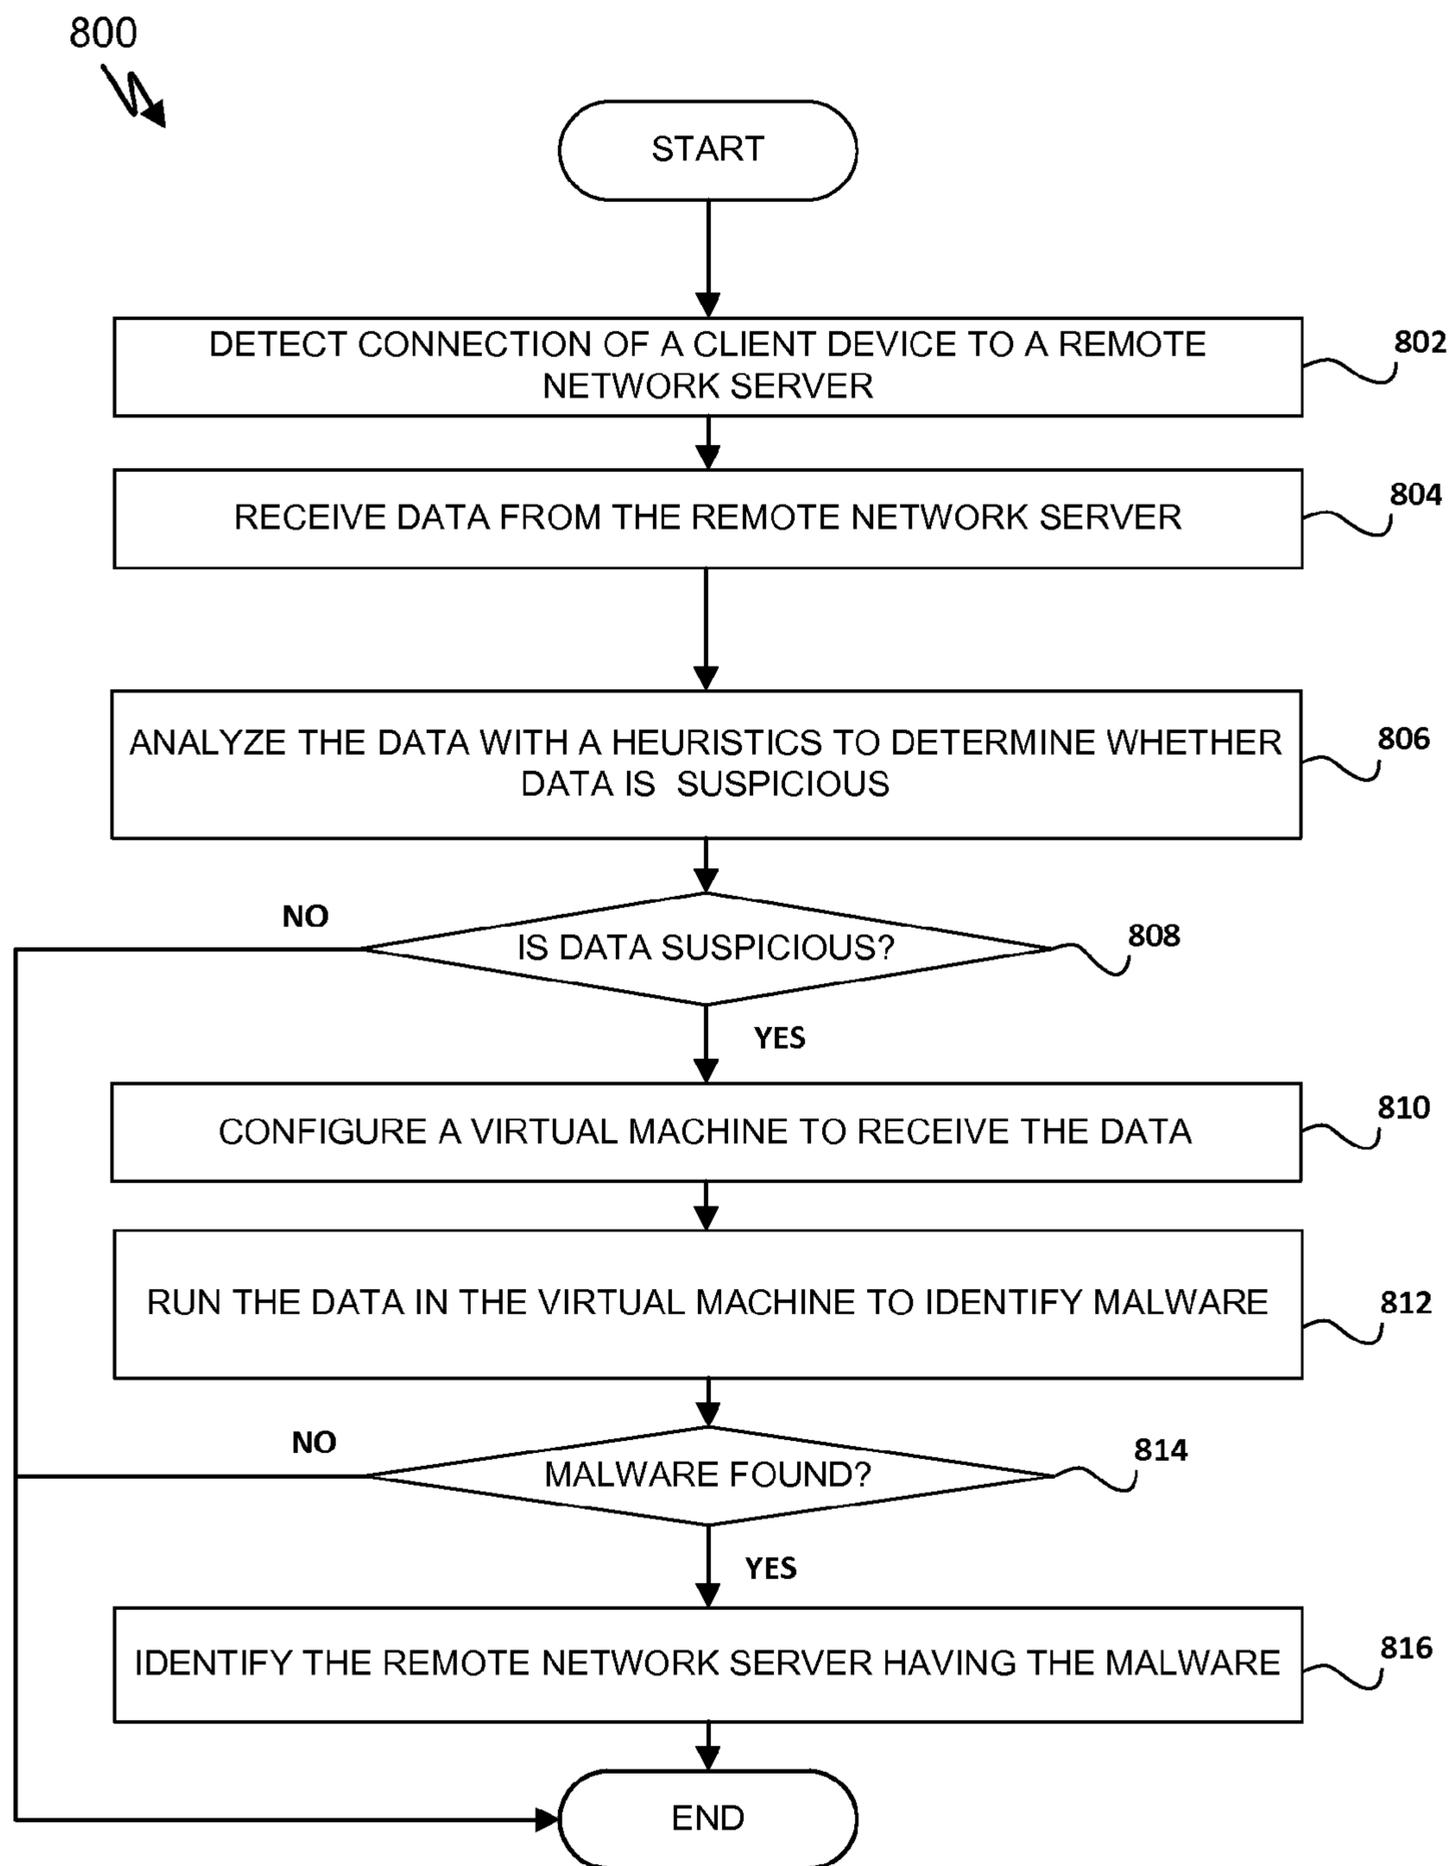 800
START
DETECT CONNECTION OF A CLIENT DEVICE TO A REMOTE
NETWORK SERVER
802
RECEIVE DATA FROM THE REMOTE NETWORK SERVER
804
ANALYZE THE DATA WITH A HEURISTICS TO DETERMINE WHETHER
DATA IS SUSPICIOUS
806
NO
IS DATA SUSPICIOUS?
808
YES
CONFIGURE A VIRTUAL MACHINE TO RECEIVE THE DATA
810
RUN THE DATA IN THE VIRTUAL MACHINE TO IDENTIFY MALWARE
812
NO
MALWARE FOUND?
814
YES
IDENTIFY THE REMOTE NETWORK SERVER HAVING THE MALWARE
816
END